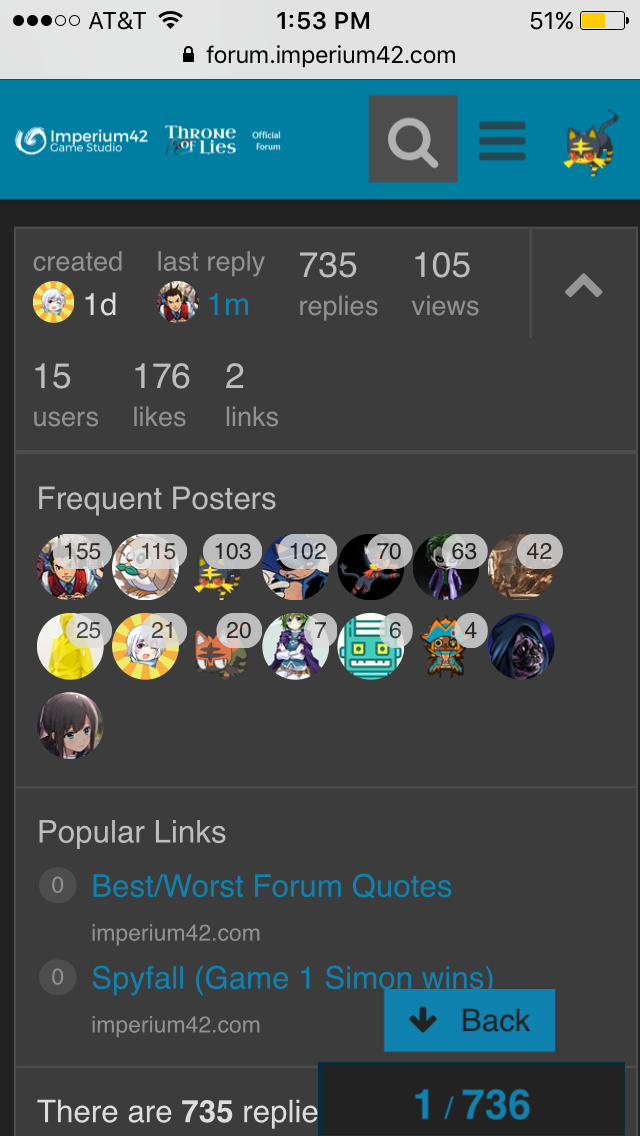 AT&T 1:53 PM 51%
forum.imperium42.com
Imperium42 Game Studio
THRONE OF LIES
Official Forum
created last reply 735 105
1d 1m replies views
15 176 2
users likes links
Frequent Posters
155 115 103 102 70 63 42
25 21 20 7 6 4
Popular Links
0 Best/Worst Forum Quotes
imperium42.com
0 Spyfall (Game 1 Simon wins)
imperium42.com
Back
There are 735 replie
1 / 736